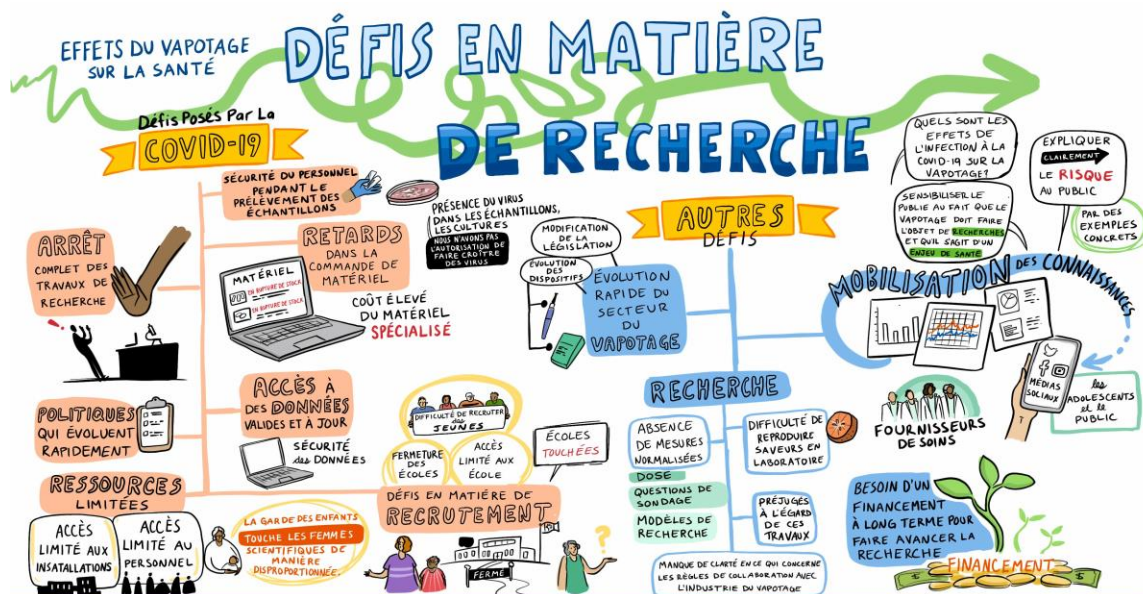 EFFETS DU VAPOTAGE
SUR LA SANTÉ
DÉFIS EN MATIÈRE
DE RECHERCHE
Défis Posés Par La
COVID-19
SÉCURITÉ DU PERSONNEL
PENDANT LE
PRÉLÈVEMENT DES
ÉCHANTILLONS
PRÉSENCE DU VIRUS
DANS LES ÉCHANTILLONS,
LES CULTURES
NOUS N'AVONS PAS
L'AUTORISATION DE
FAIRE CROÎTRE
DES VIRUS
ARRÊT
COMPLET DES
TRAVAUX DE
RECHERCHE
RETARDS
DANS LA
COMMANDE DE
MATÉRIEL
MATÉRIEL
EN RUPTURE DE STOCK
EN RUPTURE DE STOCK
COÛT ÉLEVÉ
DU MATÉRIEL
SPÉCIALISÉ
POLITIQUES
QUI ÉVOLUENT
RAPIDEMENT
ACCÈS À
DES DONNÉES
VALIDES ET À JOUR
SÉCURITÉ
des DONNÉES
RESSOURCES
LIMITÉES
ACCÈS
LIMITÉ AUX
INSATALLATIONS
ACCÈS
LIMITÉ AU
PERSONNEL
LA GARDE DES ENFANTS
TOUCHE LES FEMMES
SCIENTIFIQUES DE
MANIÈRE
DISPROPORTIONNÉE.
DIFFICULTÉ DE RECRUTER
des
JEUNES
FERMETURE
DES
ÉCOLES
ACCÈS
LIMITÉ AUX
ÉCOLE
ÉCOLES
TOUCHÉES
DÉFIS EN MATIÈRE DE
RECRUTEMENT
FERMÉ
?
AUTRES
DÉFIS
MODIFICATION
DE LA
LÉGISLATION
ÉVOLUTION
DES
DISPOSITIFS
ÉVOLUTION
RAPIDE DU
SECTEUR
DU
VAPOTAGE
RECHERCHE
ABSENCE
DE MESURES
NORMALISÉES
DOSE
QUESTIONS DE
SONDAGE
MODÈLES DE
RECHERCHE
DIFFICULTÉ DE
REPRODUIRE
SAVEURS EN
LABORATOIRE
PRÉJUGÉS
À L'ÉGARD
DE CES
TRAVAUX
MANQUE DE CLARTÉ EN CE QUI CONCERNE
LES RÈGLES DE COLLABORATION AVEC
L'INDUSTRIE DU VAPOTAGE
QUELS SONT LES
EFFETS DE
L'INFECTION À LA
COVID-19 SUR LA
VAPOTAGE?
SENSIBILISER LE
PUBLIE AU FAIT QUE LE
VAPOTAGE DOIT FAIRE
L'OBJET DE RECHERCHES
ET QU'IL S'AGIT D'UN
ENJEU DE SANTÉ
EXPLIQUER
CLAIREMENT
LE RISQUE
AU PUBLIC
PAR DES
EXEMPLES
CONCRETS
MOBILISATION DES CONNAISSANCES
MÉDIAS
SOCIAUX
les
ADOLESCENTS
et le
PUBLIC
FOURNISSEURS
DE SOINS
BESOIN D'UN
FINANCEMENT
À LONG TERME POUR
FAIRE AVANCER LA
RECHERCHE
FINANCEMENT
$
$